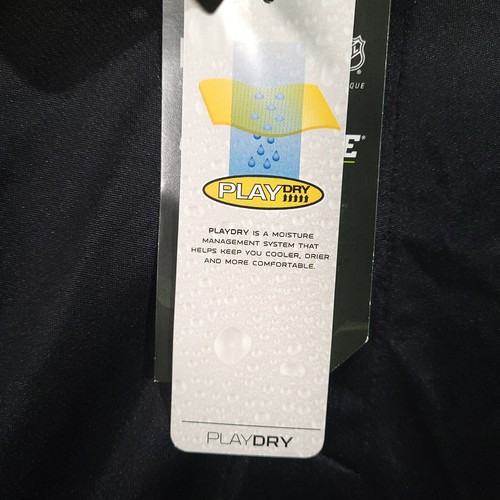 PLAYDRY
PLAYDRY IS A MOISTURE
MANAGEMENT SYSTEM THAT
HELPS KEEP YOU COOLER, DRIER
AND MORE COMFORTABLE.
PLAYDRY